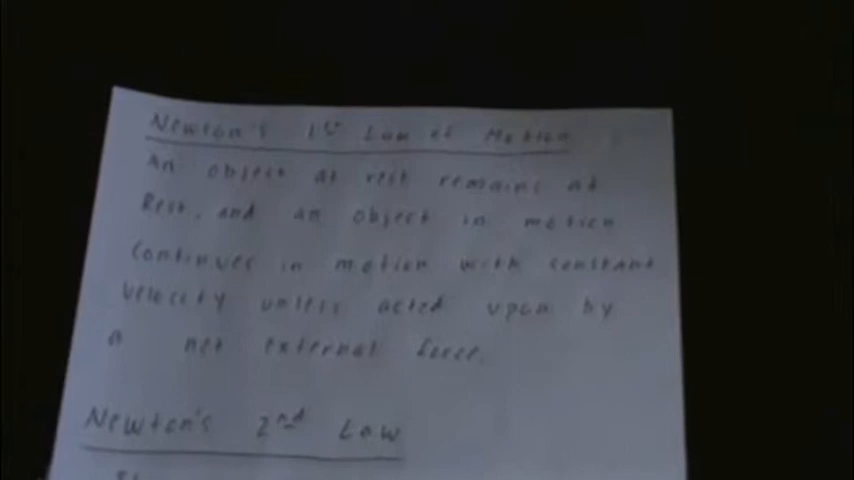 Newton's 1st Law of Motion
An object at rest remains at
Rest, and an object in motion
Continues in motion with constant
Velocity unless acted upon by
a net external force.
Newton's 2nd Law